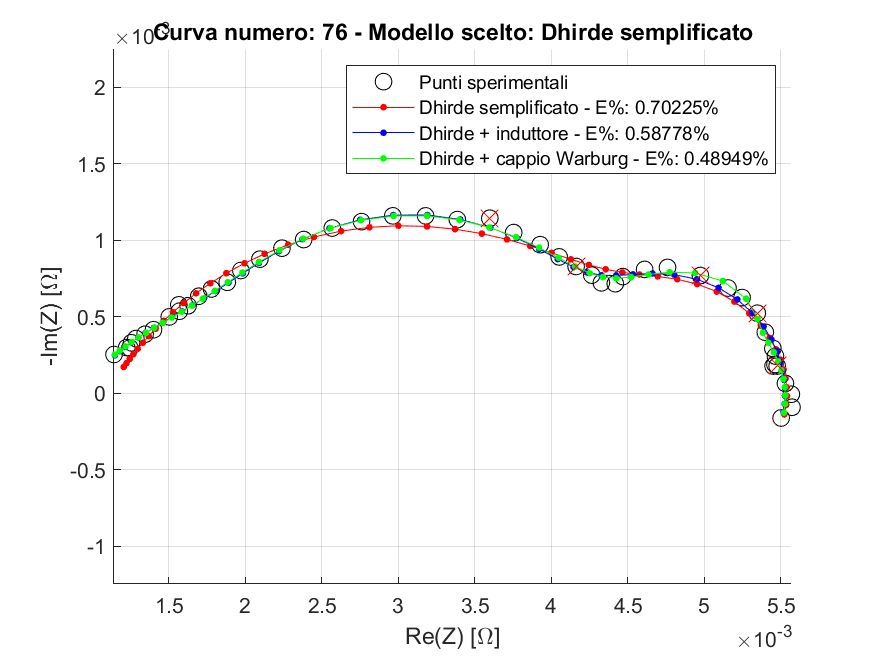 ×10⁻³
Curva numero: 76 - Modello scelto: Dhirde semplificato
Punti sperimentali
Dhirde semplificato - E%: 0.70225%
Dhirde + induttore - E%: 0.58778%
Dhirde + cappio Warburg - E%: 0.48949%
2
1.5
1
0.5
0
-0.5
-1
-Im(Z) [Ω]
1.5 2 2.5 3 3.5 4 4.5 5 5.5
Re(Z) [Ω]
×10⁻³